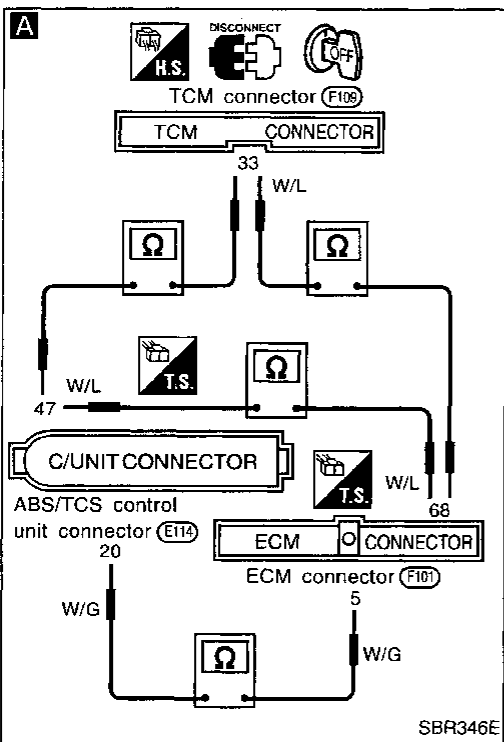 A
DISCONNECT
H.S.
OFF
TCM connector F109
TCM CONNECTOR
33
W/L
Ω Ω
T.S.
Ω
47 W/L
C/UNIT CONNECTOR
T.S.
W/L
68
ABS/TCS control
unit connector E114
20
ECM CONNECTOR
ECM connector F101
5
W/G
W/G
Ω
SBR346E